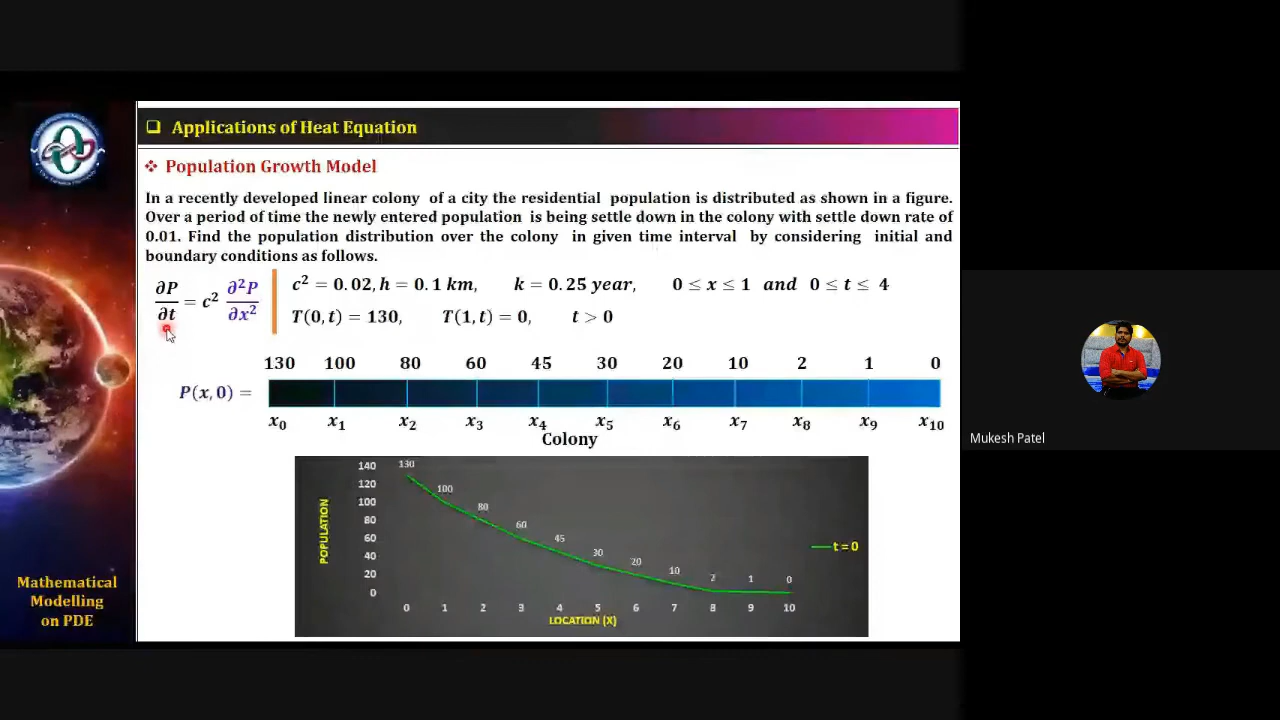 Applications of Heat Equation
Population Growth Model
In a recently developed linear colony of a city the residential population is distributed as shown in a figure.
Over a period of time the newly entered population is being settle down in the colony with settle down rate of
0.01. Find the population distribution over the colony in given time interval by considering initial and
boundary conditions as follows.
∂P/∂t = c² ∂²P/∂x²
c² = 0.02, h = 0.1 km, k = 0.25 year, 0 ≤ x ≤ 1 and 0 ≤ t ≤ 4
T(0, t) = 130, T(1, t) = 0, t > 0
130 100 80 60 45 30 20 10 2 1 0
P(x, 0) =
x₀ x₁ x₂ x₃ x₄ x₅ x₆ x₇ x₈ x₉ x₁₀
Colony
POPULATION
140
120
100
80
60
40
20
0
130 100 80 60 45 30 20 10 2 1 0
t = 0
0 1 2 3 4 5 6 7 8 9 10
LOCATION (X)
Mathematical
Modelling
on PDE
Mukesh Patel